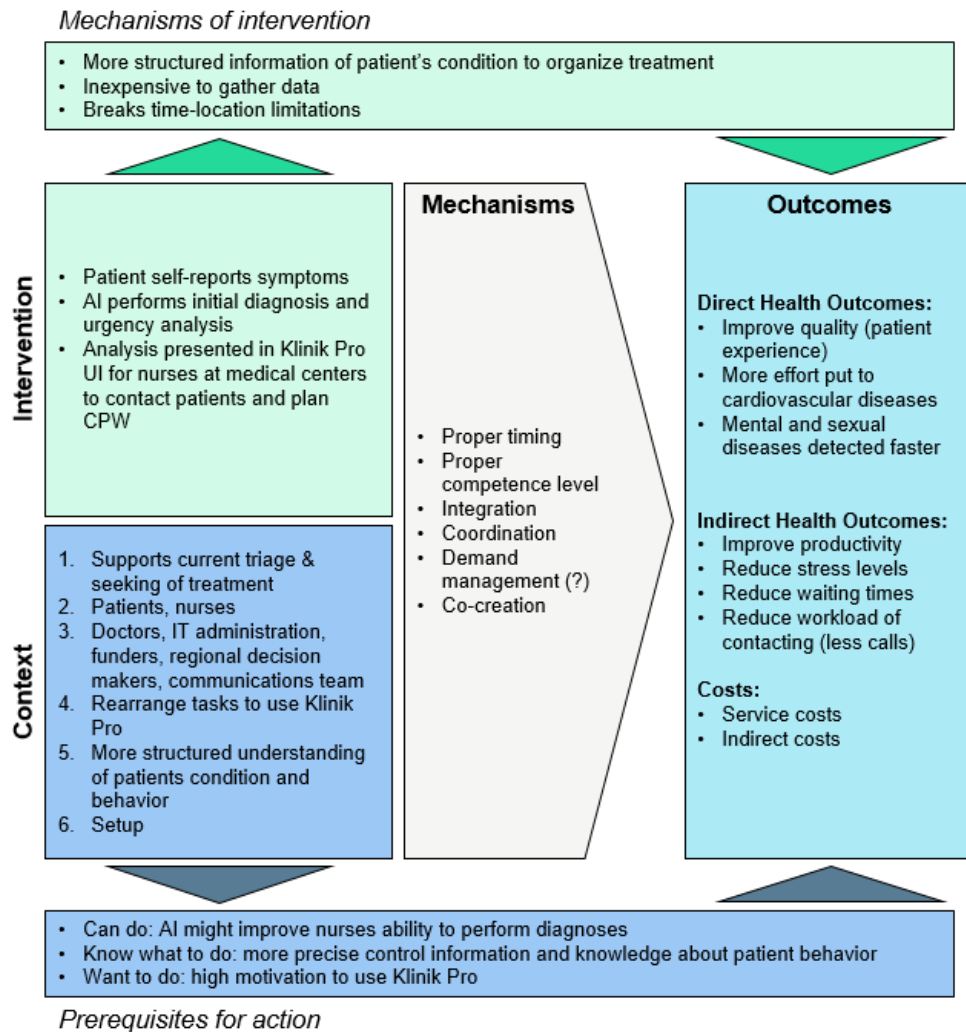 Mechanisms of intervention
• More structured information of patient's condition to organize treatment
• Inexpensive to gather data
• Breaks time-location limitations
Intervention
• Patient self-reports symptoms
• AI performs initial diagnosis and
urgency analysis
• Analysis presented in Klinik Pro
UI for nurses at medical centers
to contact patients and plan
CPW
Context
1. Supports current triage &
seeking of treatment
2. Patients, nurses
3. Doctors, IT administration,
funders, regional decision
makers, communications team
4. Rearrange tasks to use Klinik
Pro
5. More structured understanding
of patients condition and
behavior
6. Setup
Mechanisms
• Proper timing
• Proper
competence level
• Integration
• Coordination
• Demand
management (?)
• Co-creation
Outcomes
Direct Health Outcomes:
• Improve quality (patient
experience)
• More effort put to
cardiovascular diseases
• Mental and sexual
diseases detected faster
Indirect Health Outcomes:
• Improve productivity
• Reduce stress levels
• Reduce waiting times
• Reduce workload of
contacting (less calls)
Costs:
• Service costs
• Indirect costs
• Can do: AI might improve nurses ability to perform diagnoses
• Know what to do: more precise control information and knowledge about patient behavior
• Want to do: high motivation to use Klinik Pro
Prerequisites for action